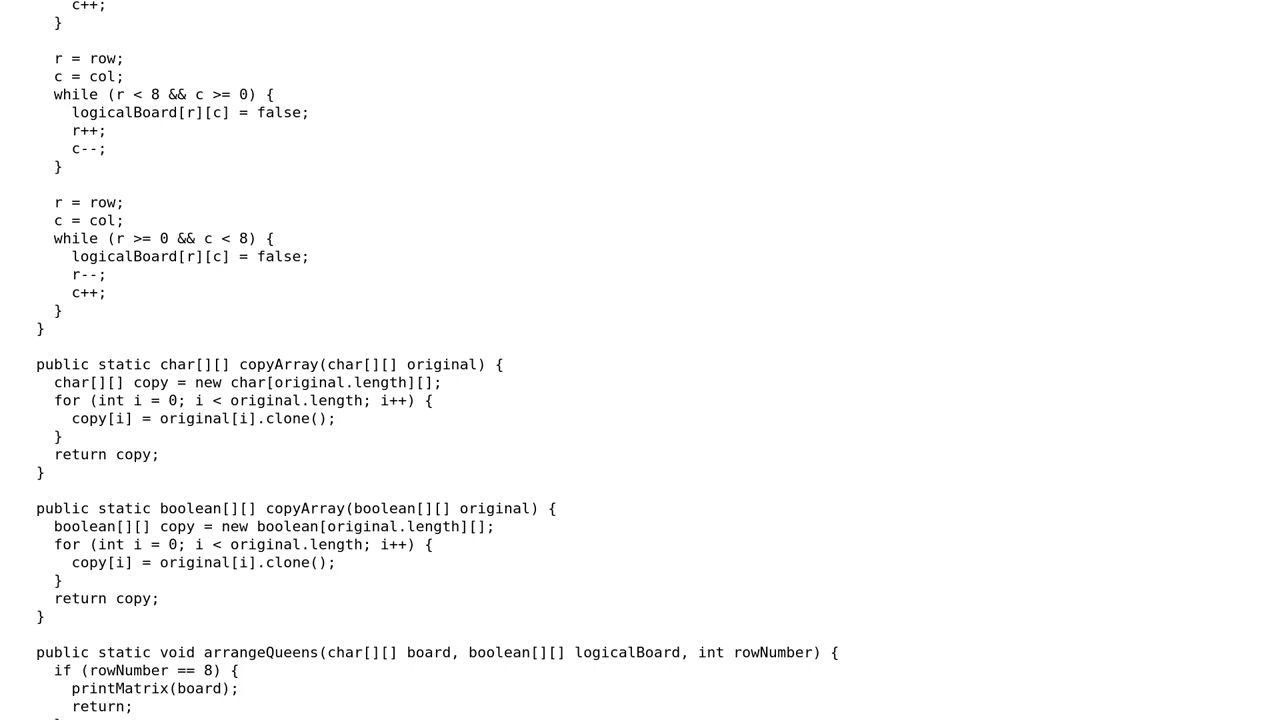 c++;
}
r = row;
c = col;
while (r < 8 && c >= 0) {
logicalBoard[r][c] = false;
r++;
c--;
}
r = row;
c = col;
while (r >= 0 && c < 8) {
logicalBoard[r][c] = false;
r--;
c++;
}
}
public static char[][] copyArray(char[][] original) {
char[][] copy = new char[original.length][];
for (int i = 0; i < original.length; i++) {
copy[i] = original[i].clone();
}
return copy;
}
public static boolean[][] copyArray(boolean[][] original) {
boolean[][] copy = new boolean[original.length][];
for (int i = 0; i < original.length; i++) {
copy[i] = original[i].clone();
}
return copy;
}
public static void arrangeQueens(char[][] board, boolean[][] logicalBoard, int rowNumber) {
if (rowNumber == 8) {
printMatrix(board);
return;